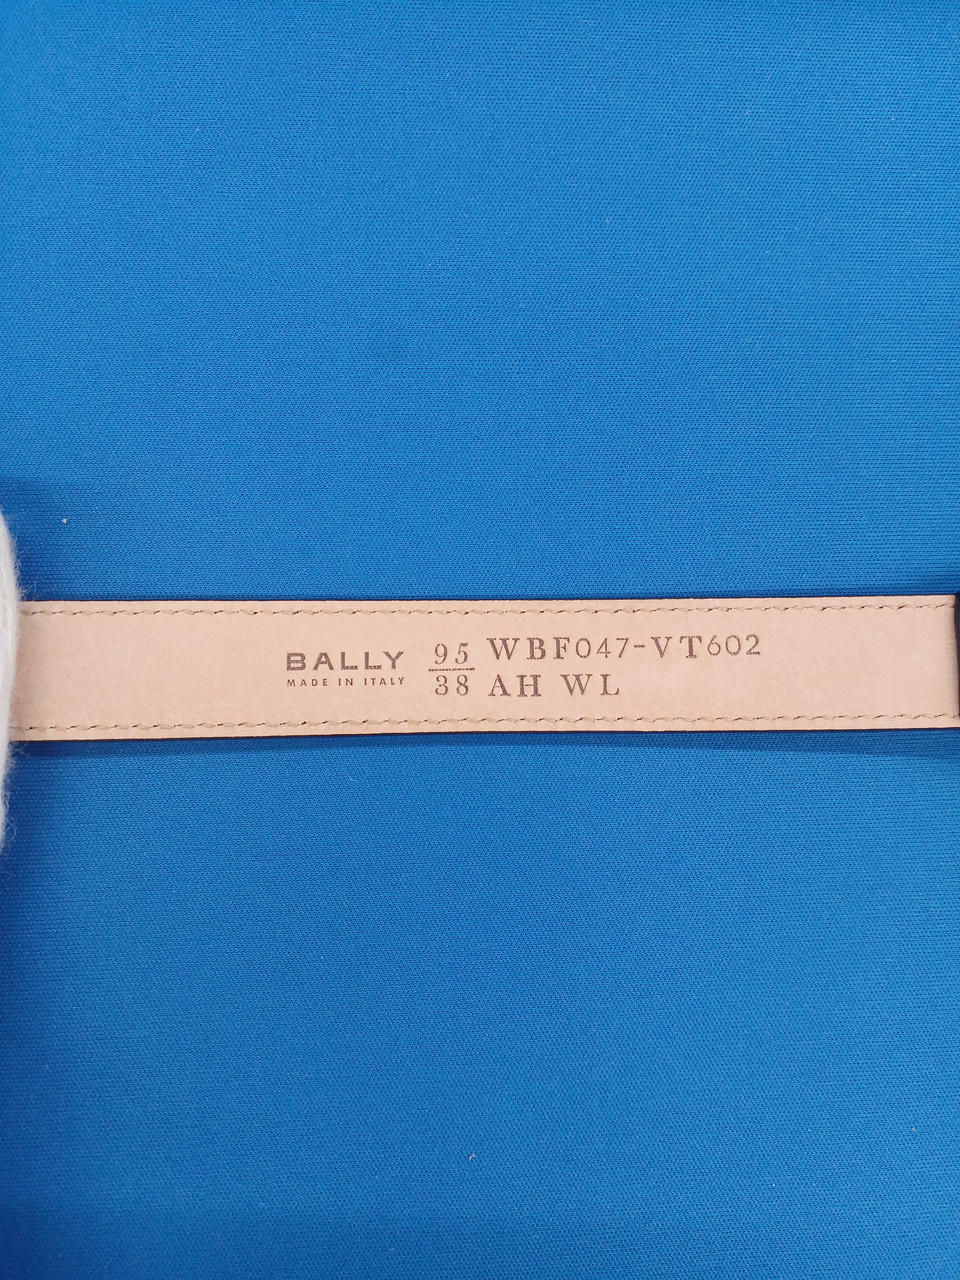 BALLY
MADE IN ITALY
95 WBF047-VT602
38 AH WL